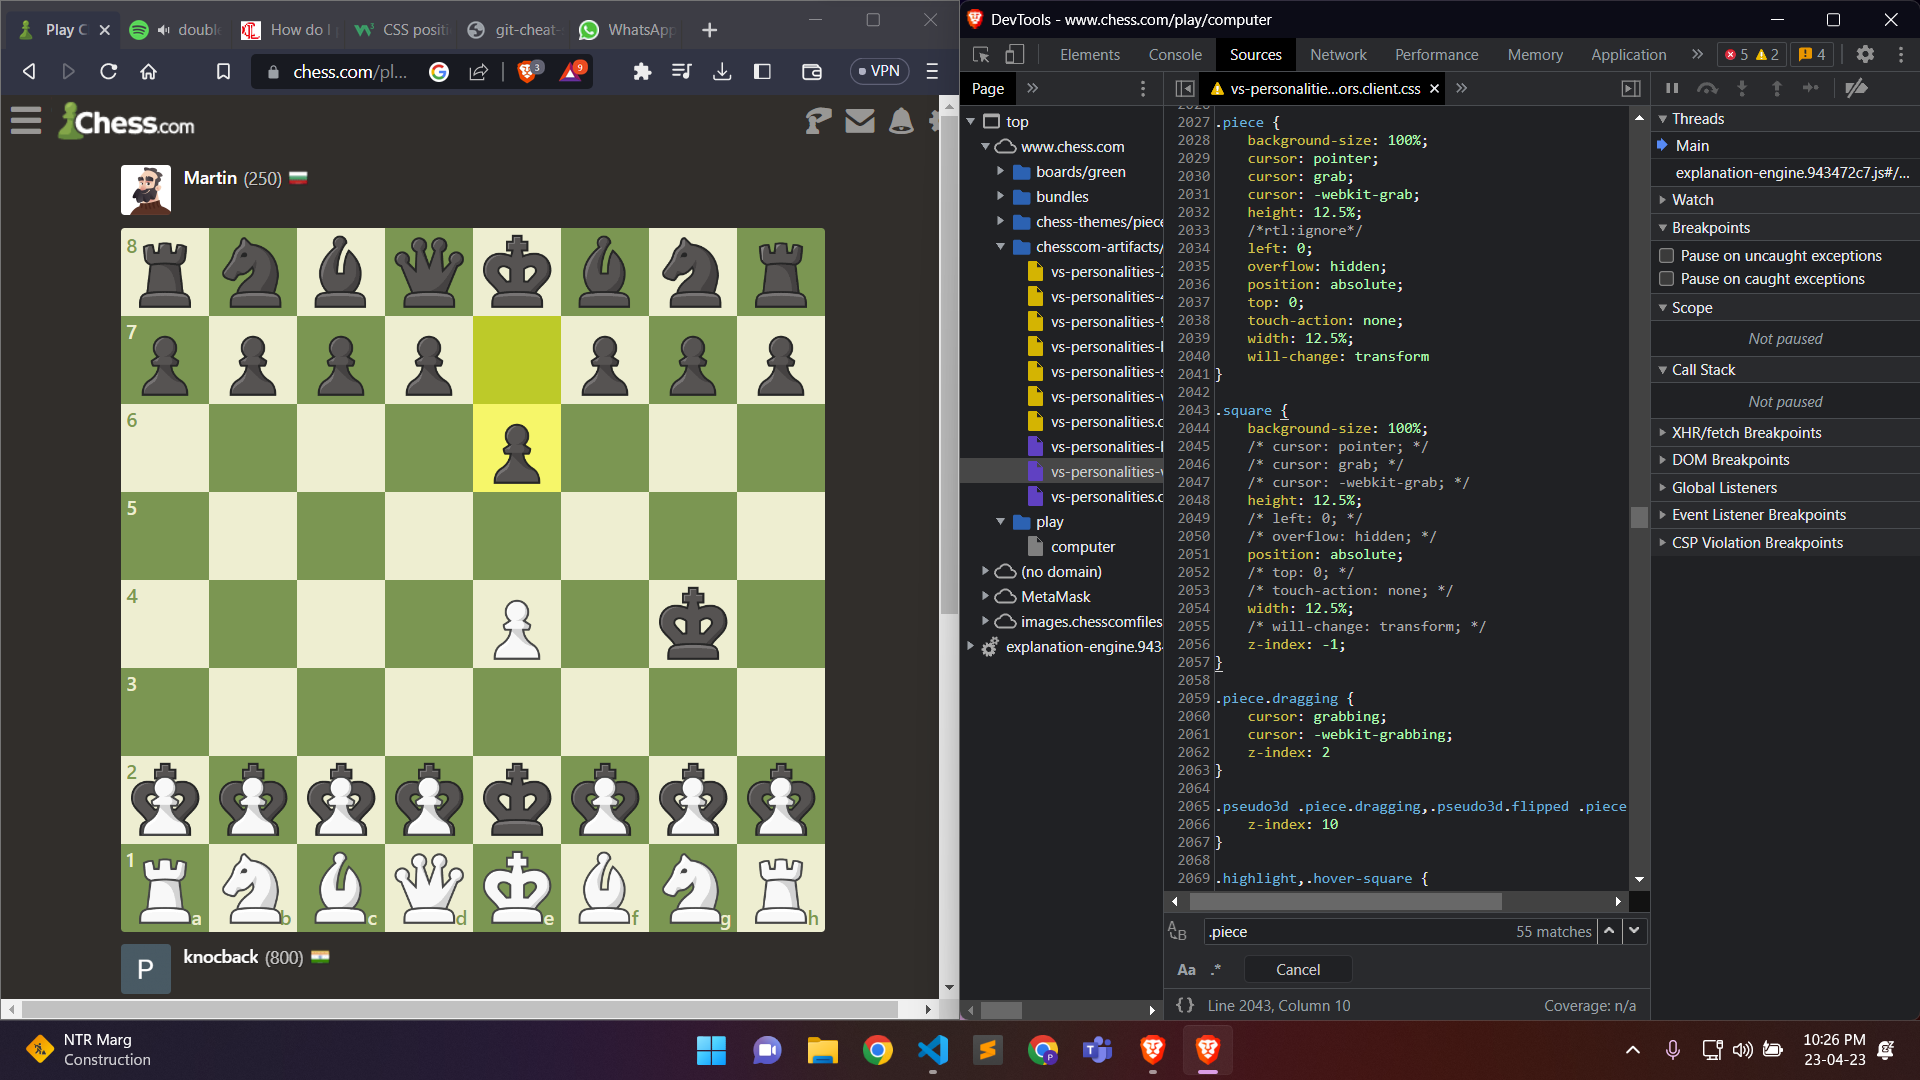 Play C
doubl
How do I
CSS positi
git-cheat-
WhatsApp
DevTools - www.chess.com/play/computer
chess.com/pl...
3
9
VPN
Elements
Console
Sources
Network
Performance
Memory
Application
5
2
4
Page
vs-personalitie...ors.client.css
Chess.com
Martin (250)
8
7
6
5
4
3
2
1
a
b
c
d
e
f
g
h
P
knocback (800)
top
www.chess.com
boards/green
bundles
chess-themes/piece
chesscom-artifacts/
vs-personalities-2
vs-personalities-4
vs-personalities-9
vs-personalities-
vs-personalities-s
vs-personalities-v
vs-personalities.c
vs-personalities-
vs-personalities-v
vs-personalities.c
play
computer
(no domain)
MetaMask
images.chesscomfiles
explanation-engine.943
2026
2027 .piece {
2028 background-size: 100%;
2029 cursor: pointer;
2030 cursor: grab;
2031 cursor: -webkit-grab;
2032 height: 12.5%;
2033 /*rtl:ignore*/
2034 left: 0;
2035 overflow: hidden;
2036 position: absolute;
2037 top: 0;
2038 touch-action: none;
2039 width: 12.5%;
2040 will-change: transform
2041 }
2042
2043 .square {
2044 background-size: 100%;
2045 /* cursor: pointer; */
2046 /* cursor: grab; */
2047 /* cursor: -webkit-grab; */
2048 height: 12.5%;
2049 /* left: 0; */
2050 /* overflow: hidden; */
2051 position: absolute;
2052 /* top: 0; */
2053 /* touch-action: none; */
2054 width: 12.5%;
2055 /* will-change: transform; */
2056 z-index: -1;
2057 }
2058
2059 .piece.dragging {
2060 cursor: grabbing;
2061 cursor: -webkit-grabbing;
2062 z-index: 2
2063 }
2064
2065 .pseudo3d .piece.dragging,.pseudo3d.flipped .piece
2066 z-index: 10
2067 }
2068
2069 .highlight,.hover-square {
.piece
55 matches
Aa
.*
Cancel
{} Line 2043, Column 10
Coverage: n/a
Threads
Main
explanation-engine.943472c7.js#/...
Watch
Breakpoints
Pause on uncaught exceptions
Pause on caught exceptions
Scope
Not paused
Call Stack
Not paused
XHR/fetch Breakpoints
DOM Breakpoints
Global Listeners
Event Listener Breakpoints
CSP Violation Breakpoints
NTR Marg
Construction
10:26 PM
23-04-23